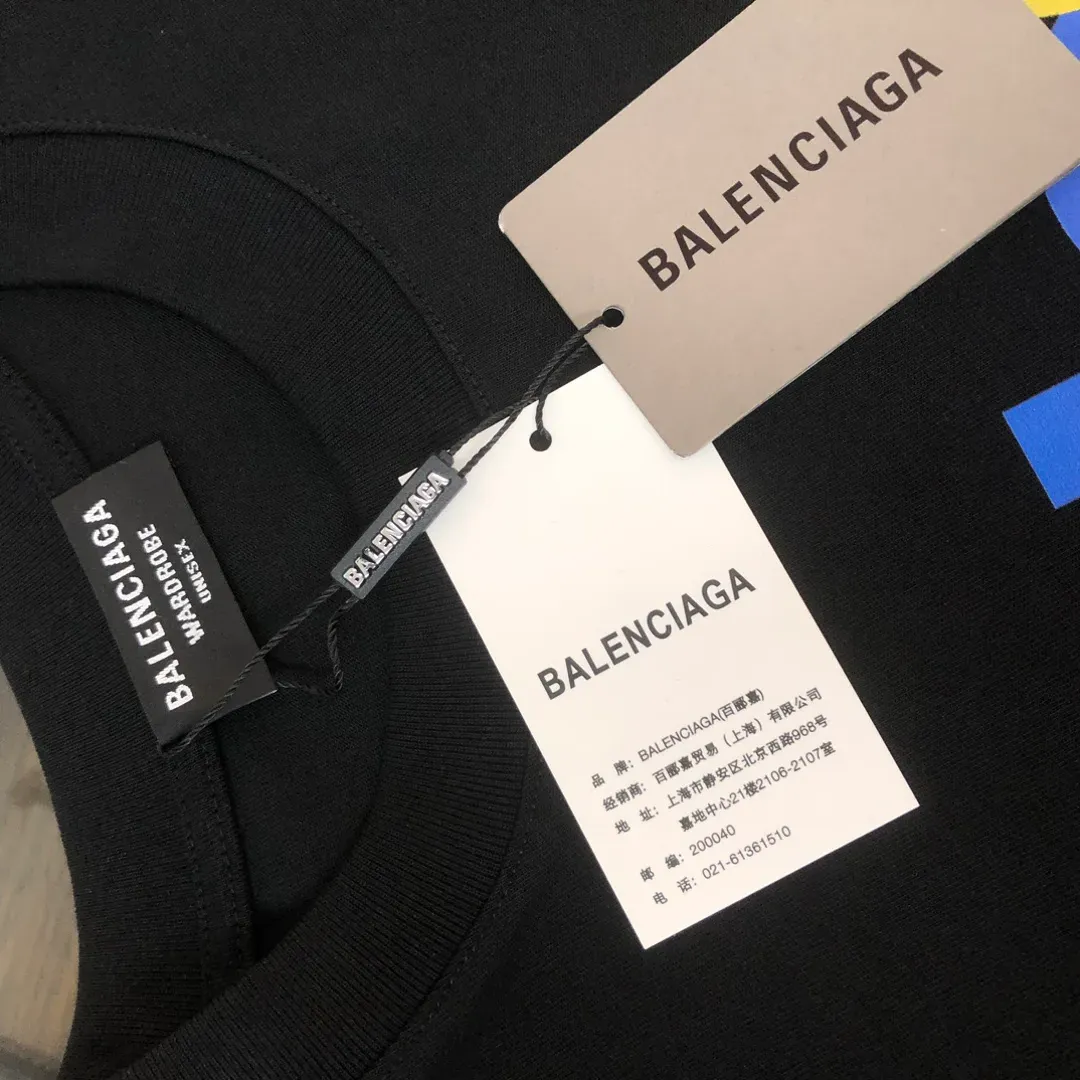 BALENCIAGA
BALENCIAGA
WARDROBE
UNISEX
BALENCIAGA
BALENCIAGA
品 牌: BALENCIAGA(百郦嘉)
经销商: 百郦嘉贸易（上海）有限公司
地 址: 上海市静安区北京西路968号
嘉地中心21楼2106-2107室
邮 编: 200040
电 话: 021-61361510